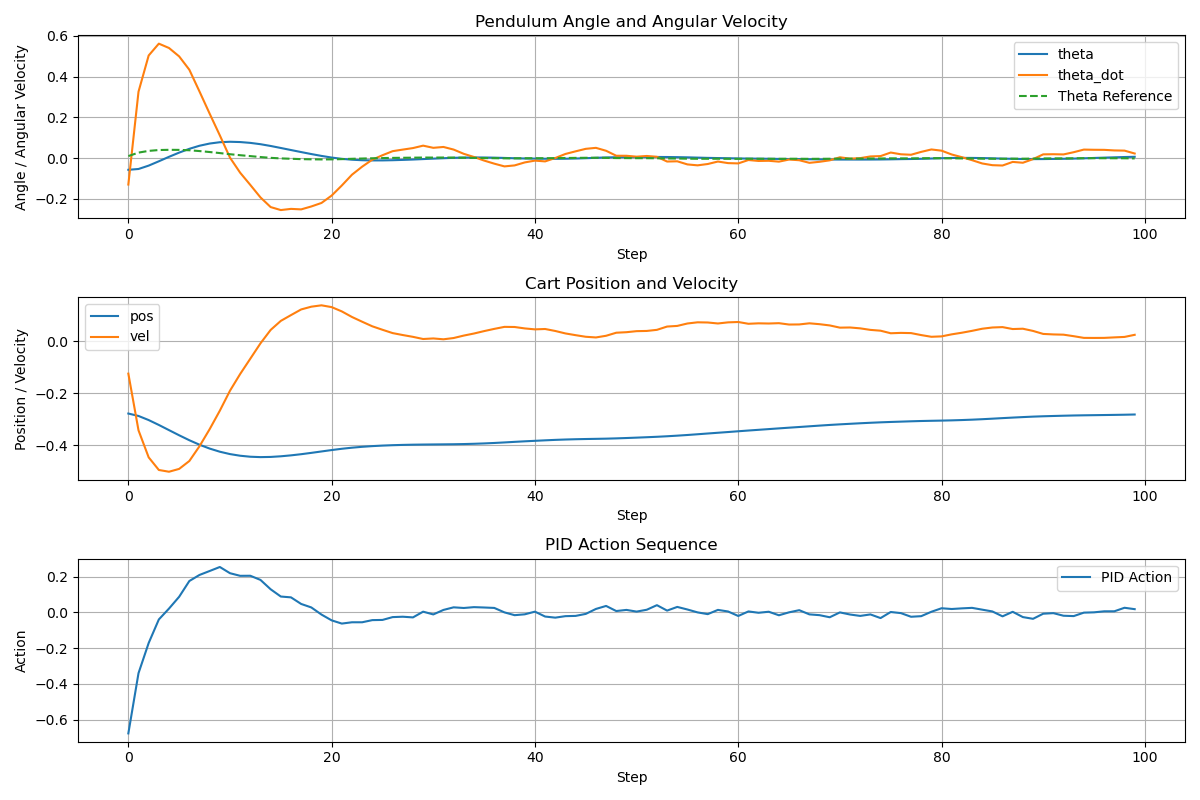 Pendulum Angle and Angular Velocity
Angle / Angular Velocity
0.6
0.4
0.2
0.0
−0.2
theta
theta_dot
Theta Reference
0 20 40 60 80 100
Step
Cart Position and Velocity
Position / Velocity
0.0
−0.2
−0.4
pos
vel
0 20 40 60 80 100
Step
PID Action Sequence
Action
0.2
0.0
−0.2
−0.4
−0.6
PID Action
0 20 40 60 80 100
Step